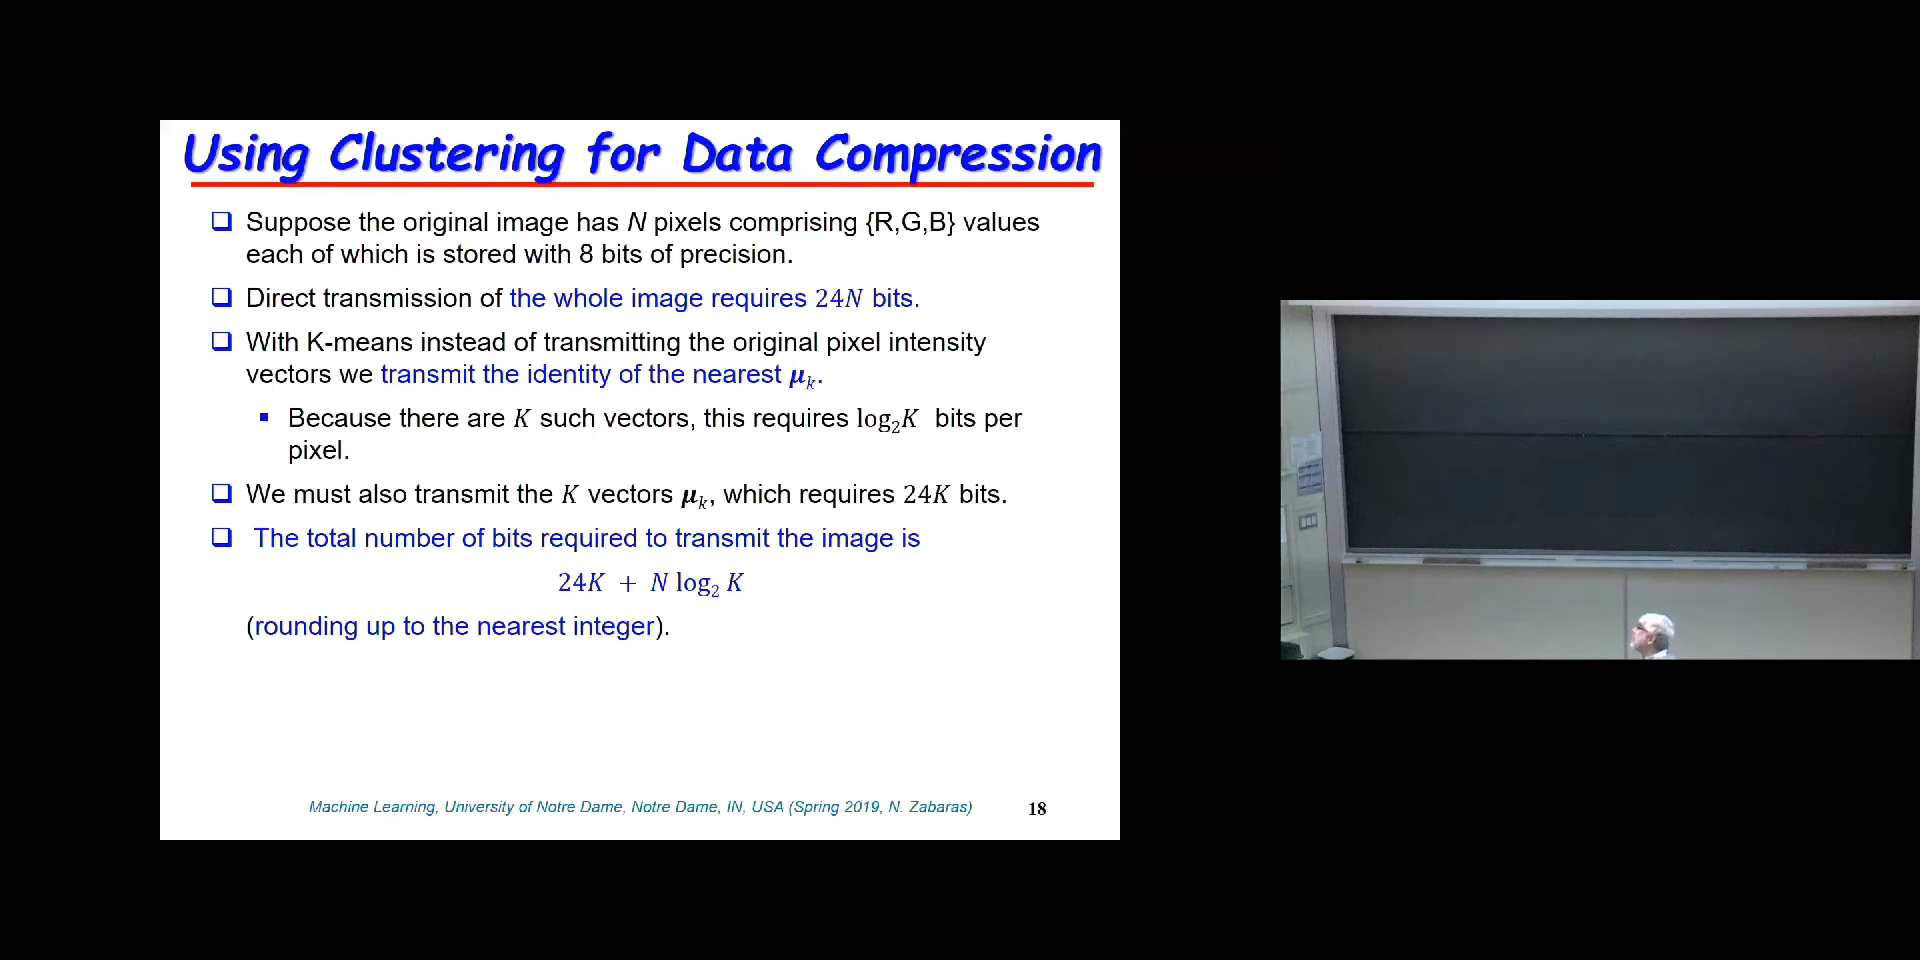 Using Clustering for Data Compression
Suppose the original image has N pixels comprising {R,G,B} values
each of which is stored with 8 bits of precision.
Direct transmission of the whole image requires 24N bits.
With K-means instead of transmitting the original pixel intensity
vectors we transmit the identity of the nearest μₖ.
Because there are K such vectors, this requires log₂K bits per
pixel.
We must also transmit the K vectors μₖ, which requires 24K bits.
The total number of bits required to transmit the image is
24K + N log₂ K
(rounding up to the nearest integer).
Machine Learning, University of Notre Dame, Notre Dame, IN, USA (Spring 2019, N. Zabaras)
18